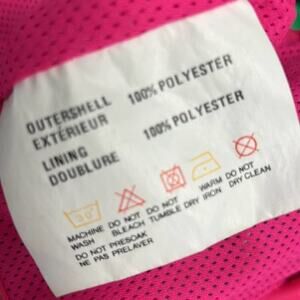 OUTERSHELL 100% POLYESTER
EXTÉRIEUR
LINING 100% POLYESTER
DOUBLURE
30°
MACHINE DO NOT DO NOT WARM DO NOT
WASH BLEACH TUMBLE DRY IRON DRY CLEAN
DO NOT PRESOAK
NE PAS PRELAVER